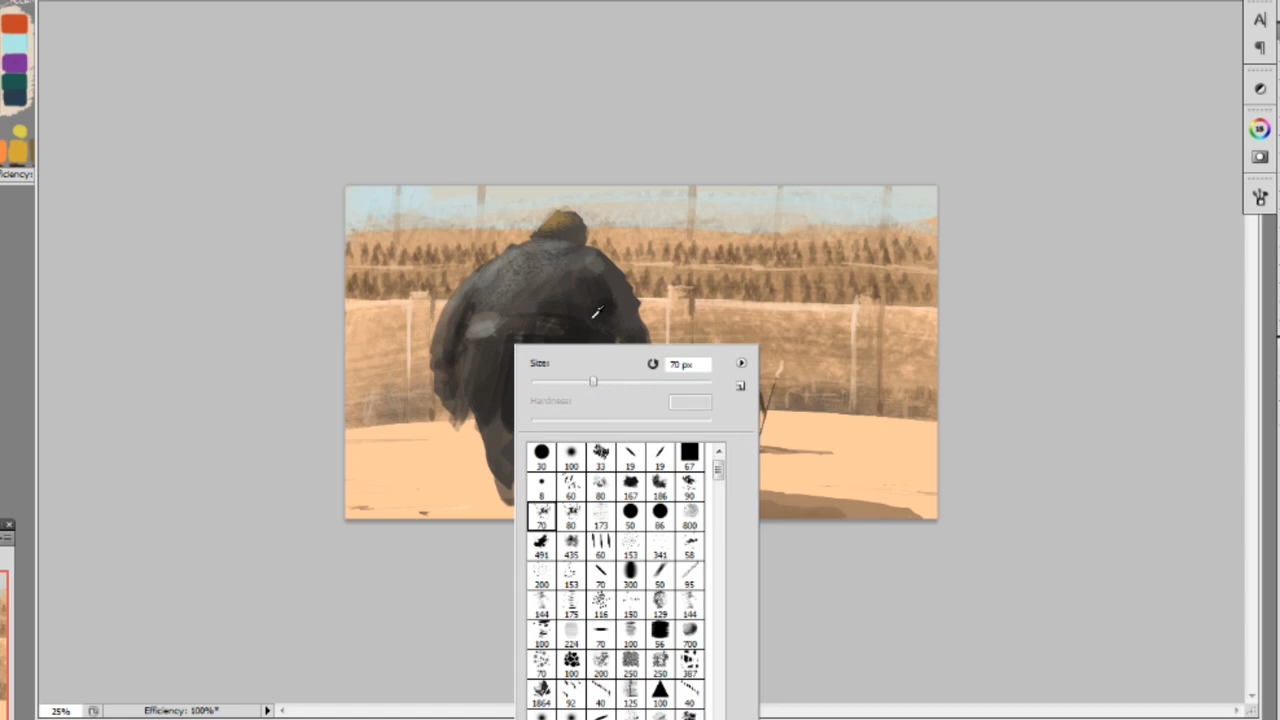 A
¶
iciency:
Size:
70 px
Hardness:
30 100 33 19 19 67
8 60 80 167 186 90
70 80 173 50 86 800
491 435 60 153 341 58
200 153 70 300 50 95
144 175 116 150 129 144
100 224 70 100 56 700
70 100 200 250 250 387
1864 92 40 125 100 40
25%
Efficiency: 100%*